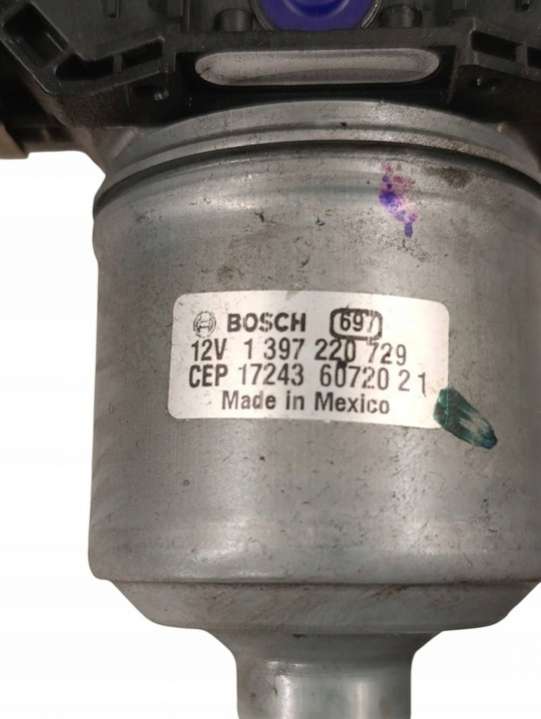 BOSCH 697
12V 1 397 220 729
CEP 17243 60720 2 1
Made in Mexico